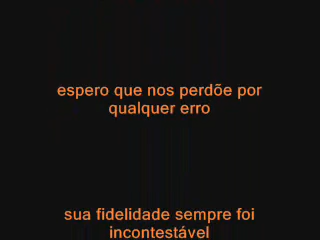 espero que nos perdõe por
qualquer erro
sua fidelidade sempre foi
incontestável